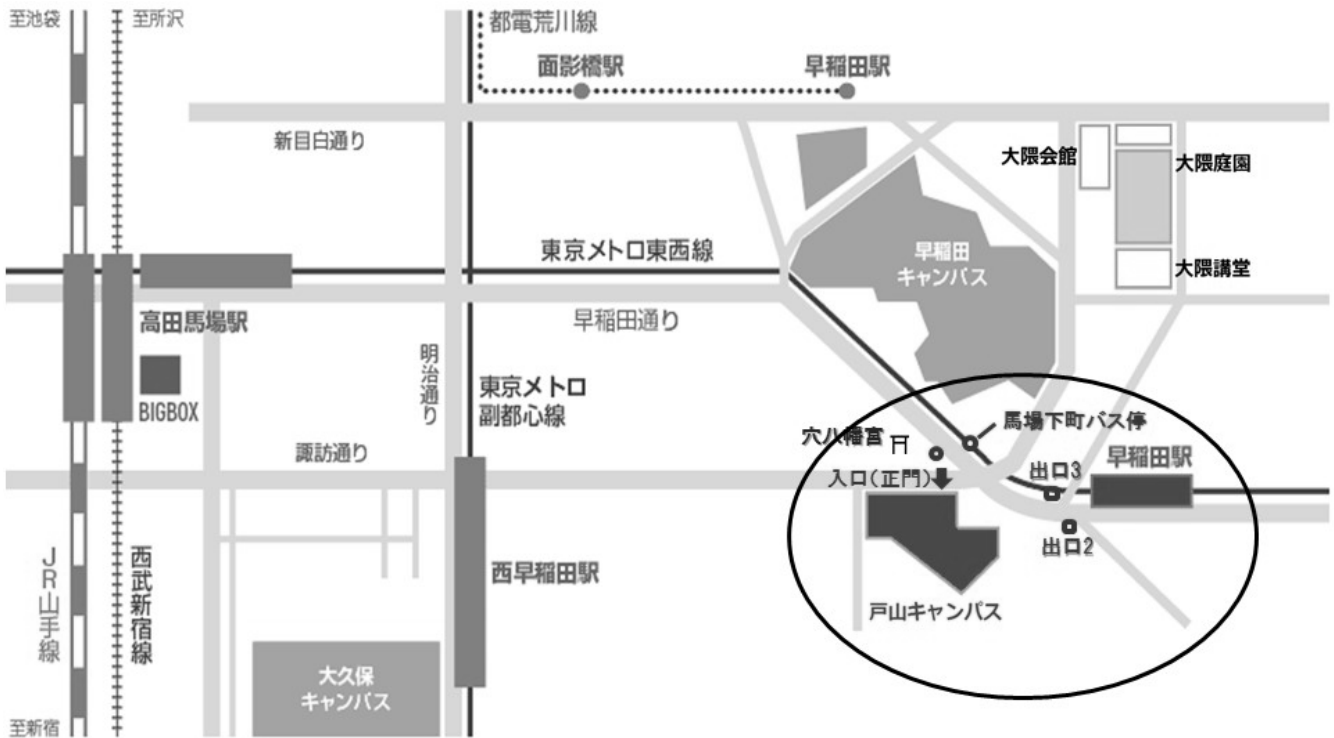 至池袋
至所沢
都電荒川線
面影橋駅
早稲田駅
新目白通り
大隈会館
大隈庭園
東京メトロ東西線
早稲田
キャンパス
大隈講堂
高田馬場駅
早稲田通り
BIGBOX
明治通り
東京メトロ
副都心線
諏訪通り
穴八幡宮
馬場下町バス停
入口(正門)
出口3
早稲田駅
出口2
JR山手線
西武新宿線
西早稲田駅
戸山キャンパス
大久保
キャンパス
至新宿